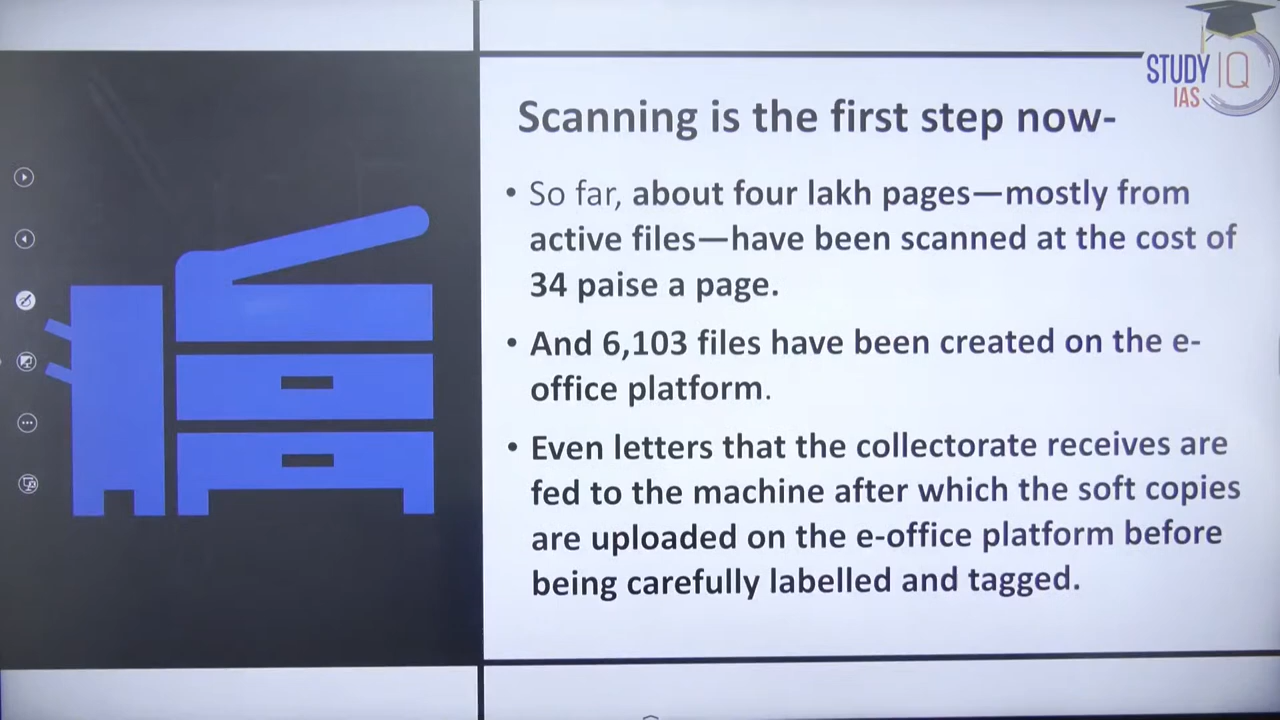 STUDY IQ
IAS
Scanning is the first step now-
• So far, about four lakh pages—mostly from
active files—have been scanned at the cost of
34 paise a page.
• And 6,103 files have been created on the e-
office platform.
• Even letters that the collectorate receives are
fed to the machine after which the soft copies
are uploaded on the e-office platform before
being carefully labelled and tagged.